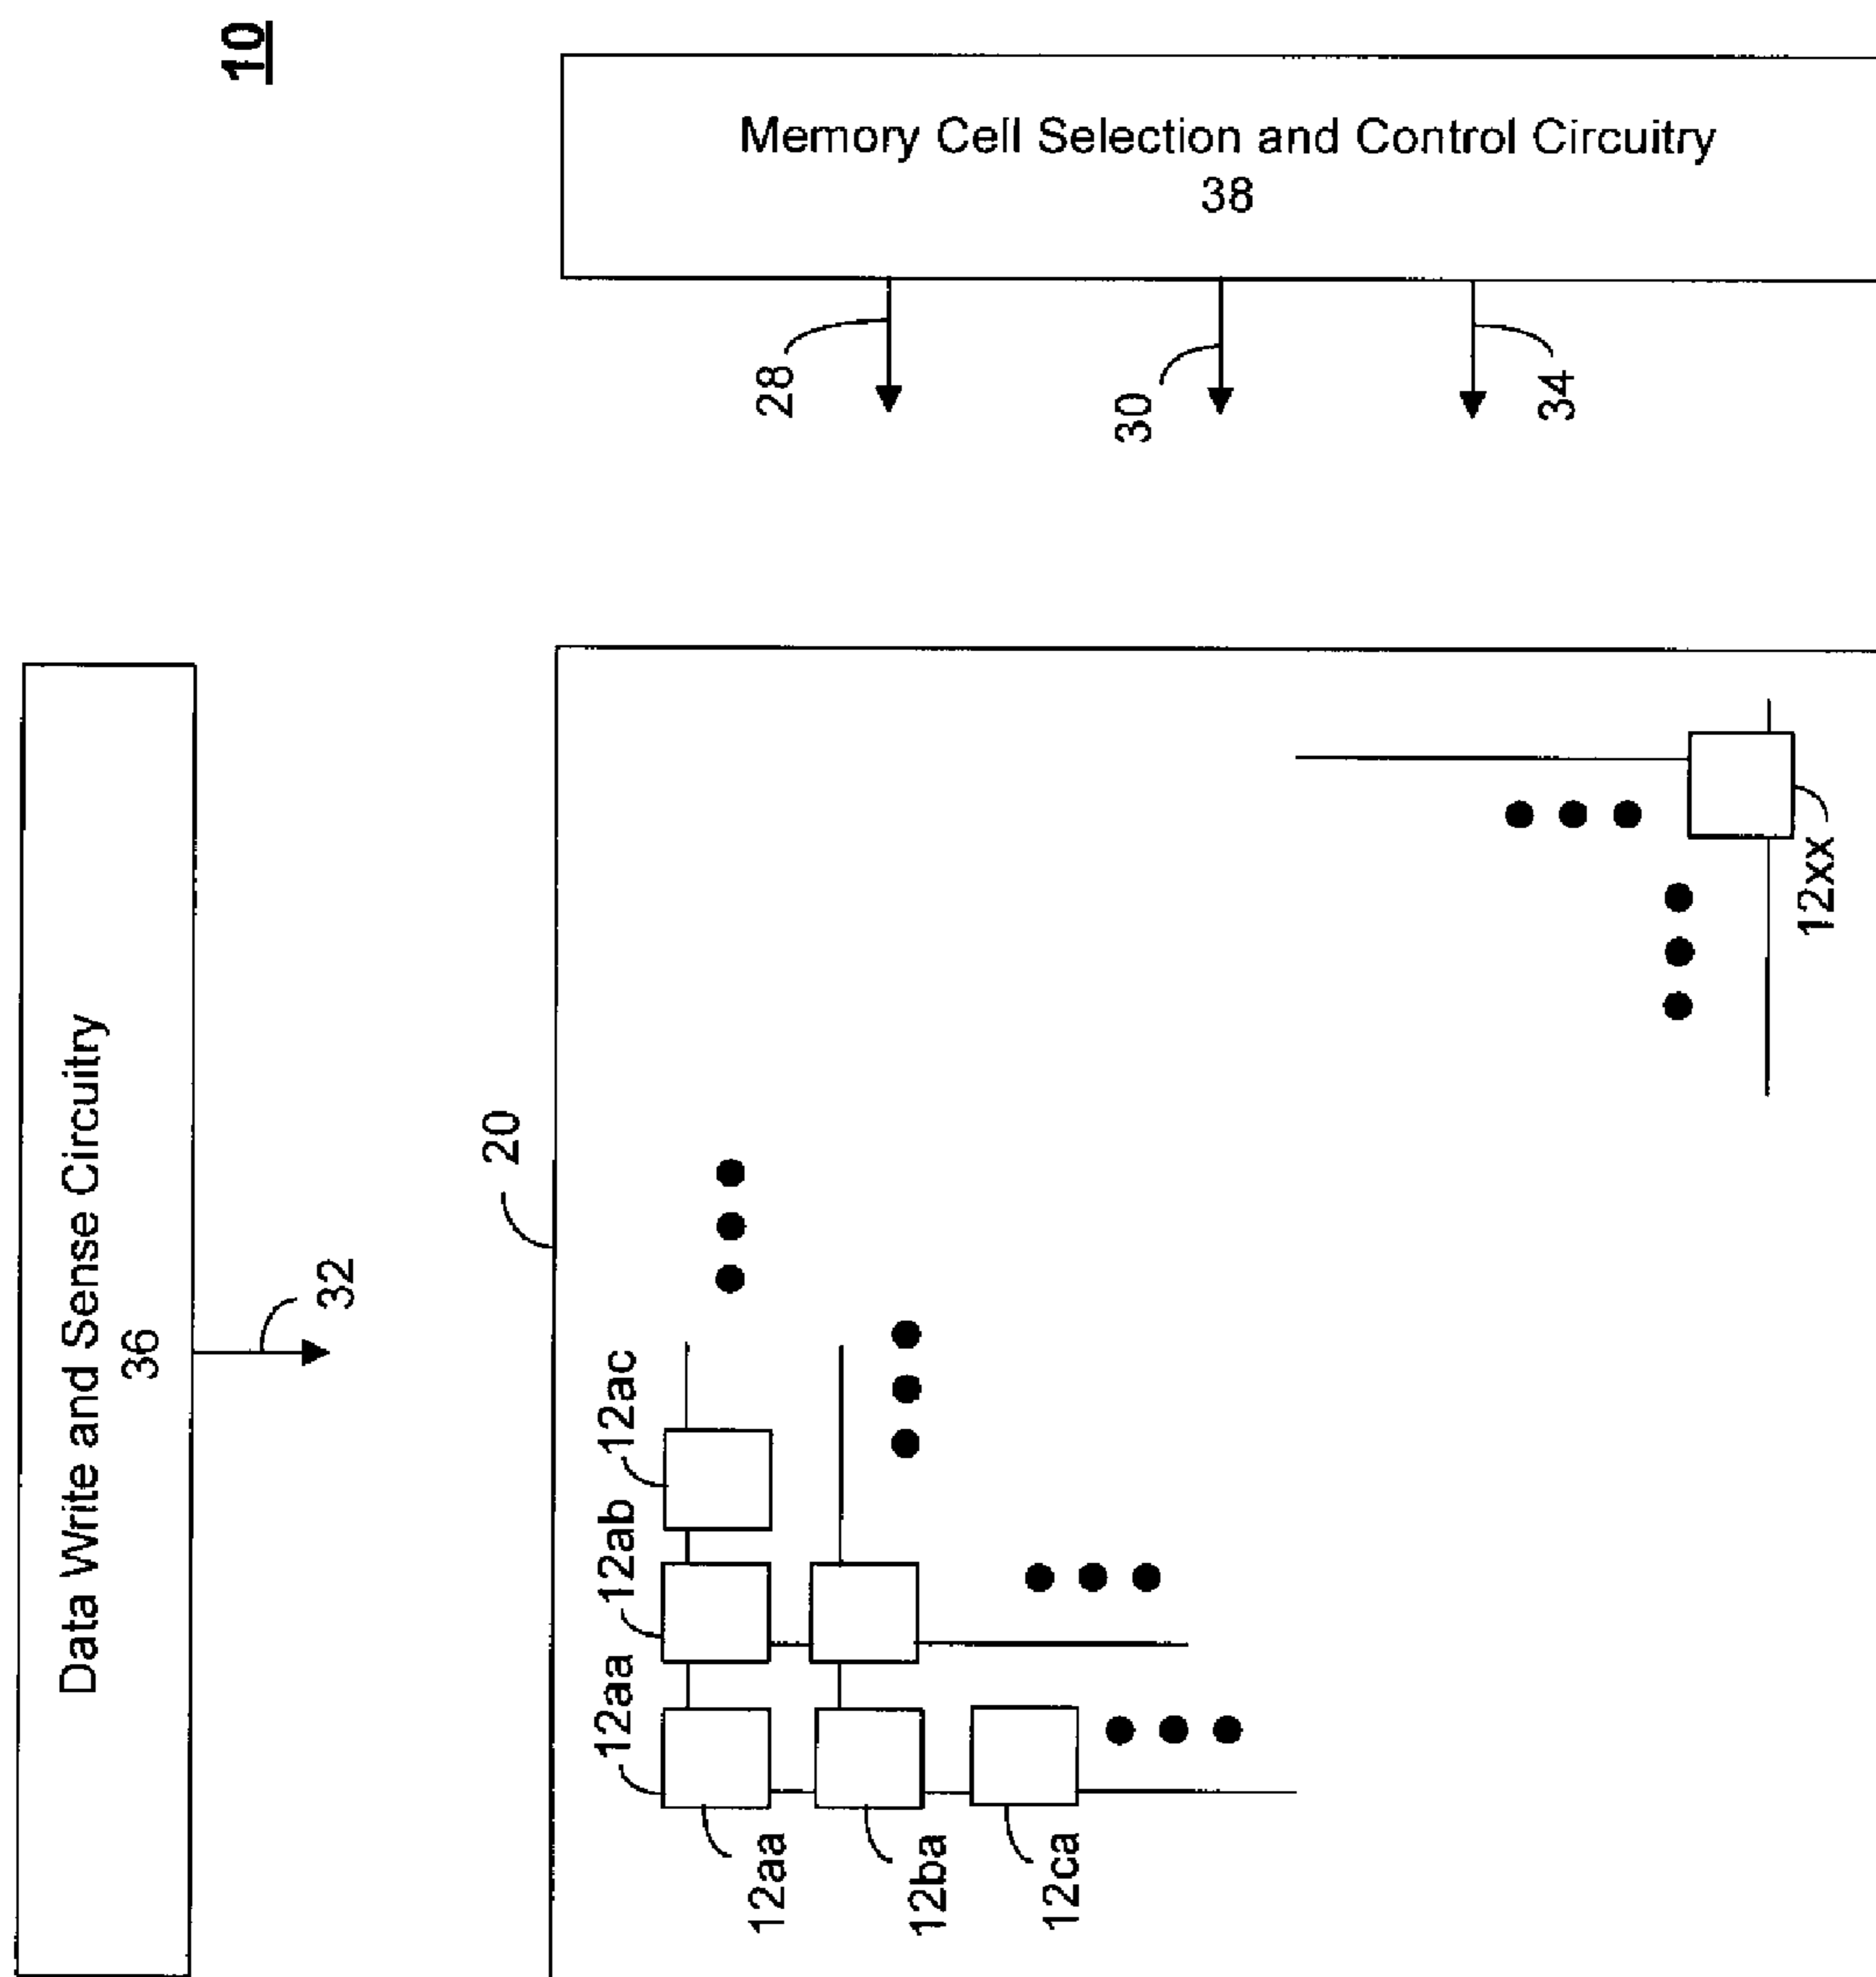 10
Memory Cell Selection and Control Circuitry
38
28
30
34
Data Write and Sense Circuitry
36
32
20
12aa
12ab
12ac
12aa
12ba
12ca
12xx